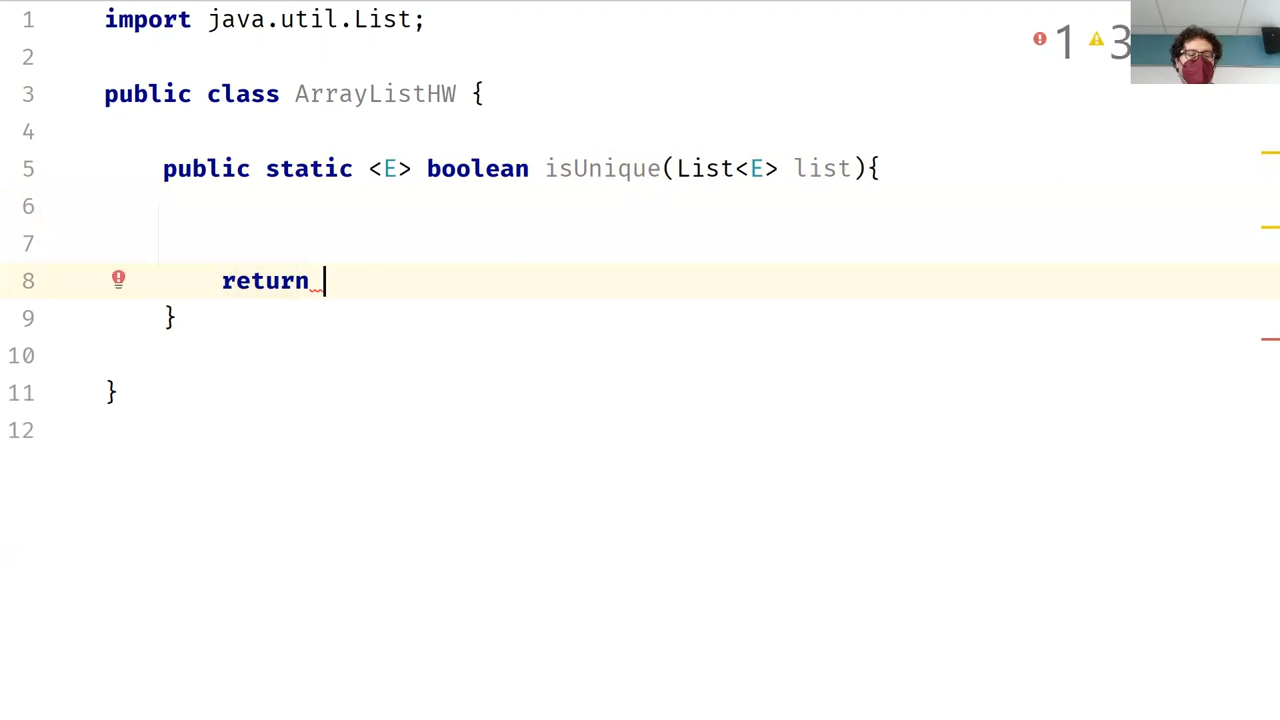 1 import java.util.List;
2
3 public class ArrayListHW {
4
5 public static <E> boolean isUnique(List<E> list){
6
7
8 return
9 }
10
11 }
12
1 3